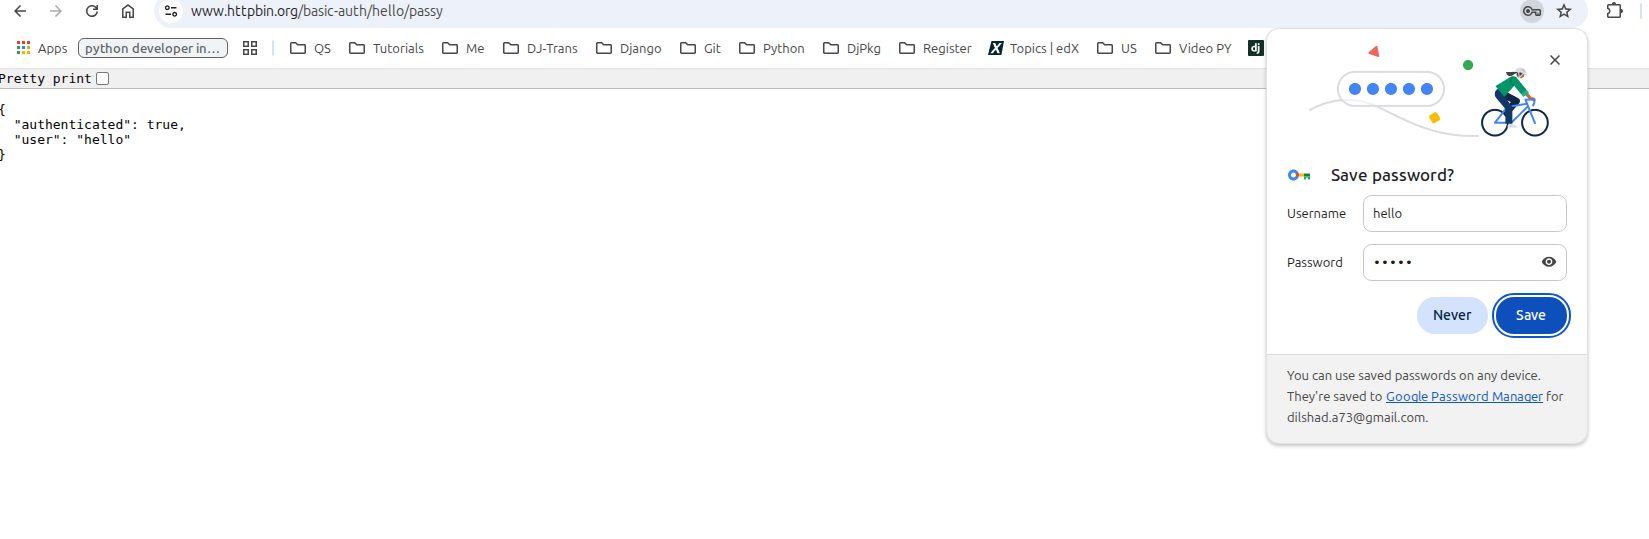 www.httpbin.org/basic-auth/hello/passy
Apps python developer in... QS Tutorials Me DJ-Trans Django Git Python DjPkg Register X Topics | edX US Video PY dj
Pretty print
{
"authenticated": true,
"user": "hello"
}
Save password?
Username hello
Password •••••
Never Save
You can use saved passwords on any device.
They're saved to Google Password Manager for
dilshad.a73@gmail.com.